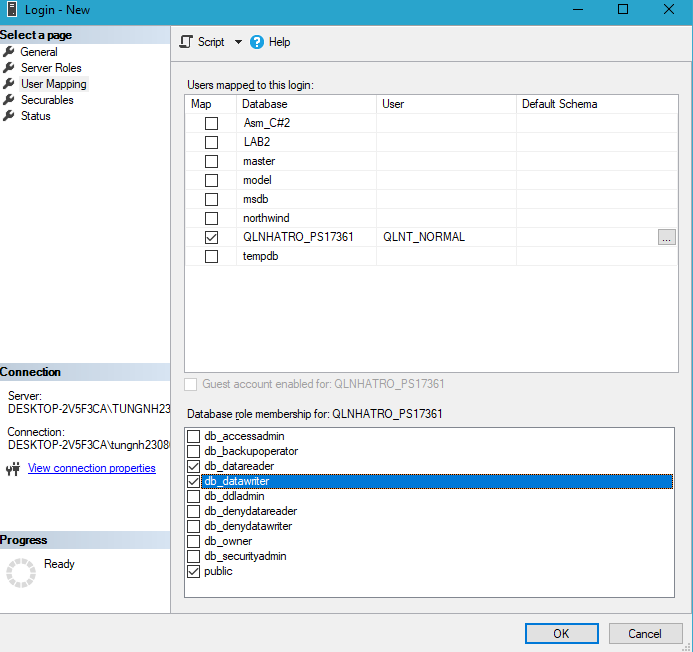 Login - New
Select a page
General
Server Roles
User Mapping
Securables
Status
Script
Help
Users mapped to this login:
Map Database User Default Schema
Asm_C#2
LAB2
master
model
msdb
northwind
QLNHATRO_PS17361 QLNT_NORMAL ...
tempdb
Guest account enabled for: QLNHATRO_PS17361
Database role membership for: QLNHATRO_PS17361
db_accessadmin
db_backupoperator
db_datareader
db_datawriter
db_ddladmin
db_denydatareader
db_denydatawriter
db_owner
db_securityadmin
public
Connection
Server:
DESKTOP-2V5F3CA\TUNGNH23
Connection:
DESKTOP-2V5F3CA\tungnh2308
View connection properties
Progress
Ready
OK
Cancel